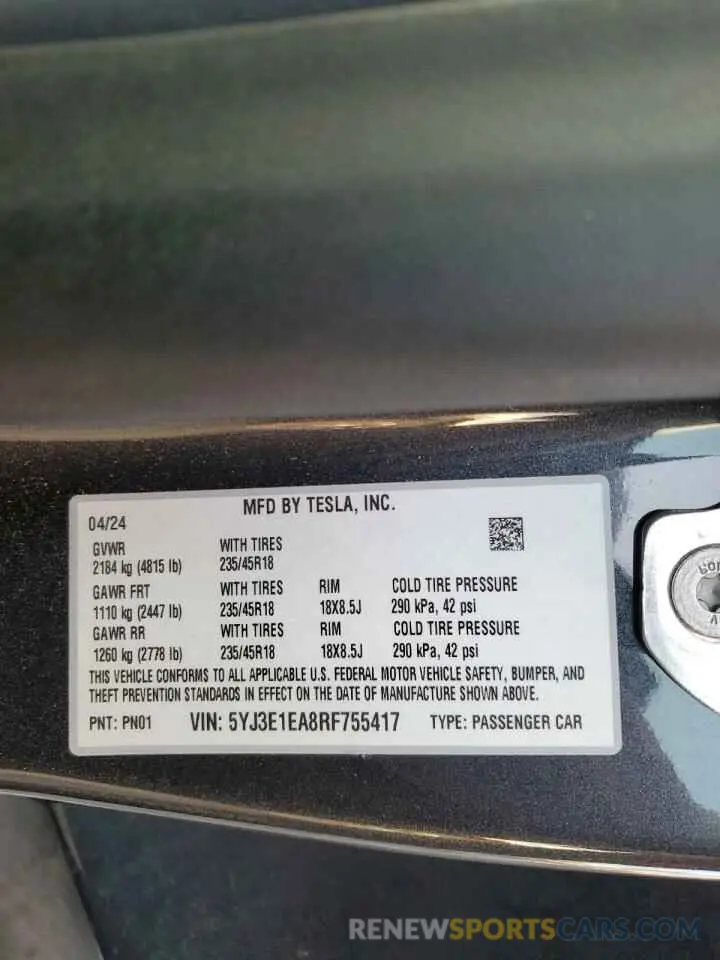 MFD BY TESLA, INC.
04/24
GVWR WITH TIRES
2184 kg (4815 lb) 235/45R18
GAWR FRT WITH TIRES RIM COLD TIRE PRESSURE
1110 kg (2447 lb) 235/45R18 18X8.5J 290 kPa, 42 psi
GAWR RR WITH TIRES RIM COLD TIRE PRESSURE
1260 kg (2778 lb) 235/45R18 18X8.5J 290 kPa, 42 psi
THIS VEHICLE CONFORMS TO ALL APPLICABLE U.S. FEDERAL MOTOR VEHICLE SAFETY, BUMPER, AND
THEFT PREVENTION STANDARDS IN EFFECT ON THE DATE OF MANUFACTURE SHOWN ABOVE.
PNT: PN01 VIN: 5YJ3E1EA8RF755417 TYPE: PASSENGER CAR
RENEWSPORTSCARS.COM